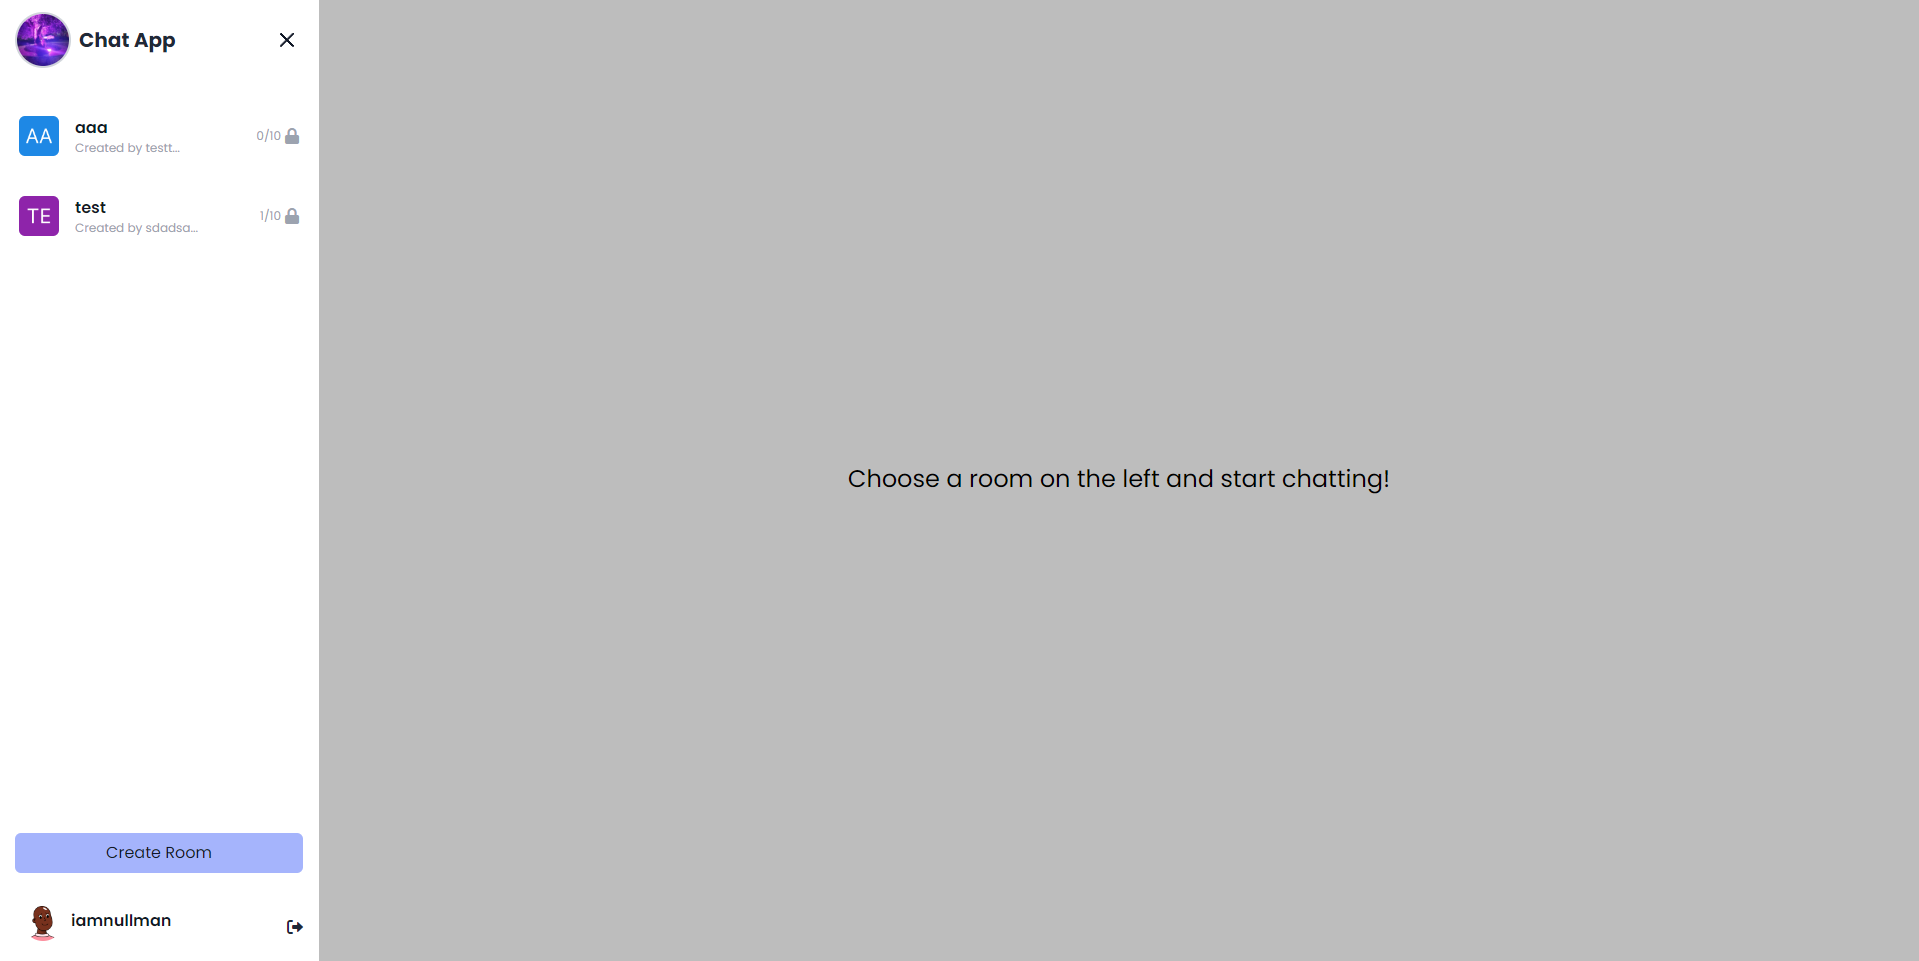 Chat App
AA
aaa
Created by testt...
0/10
TE
test
Created by sdadsa...
1/10
Choose a room on the left and start chatting!
Create Room
iamnullman